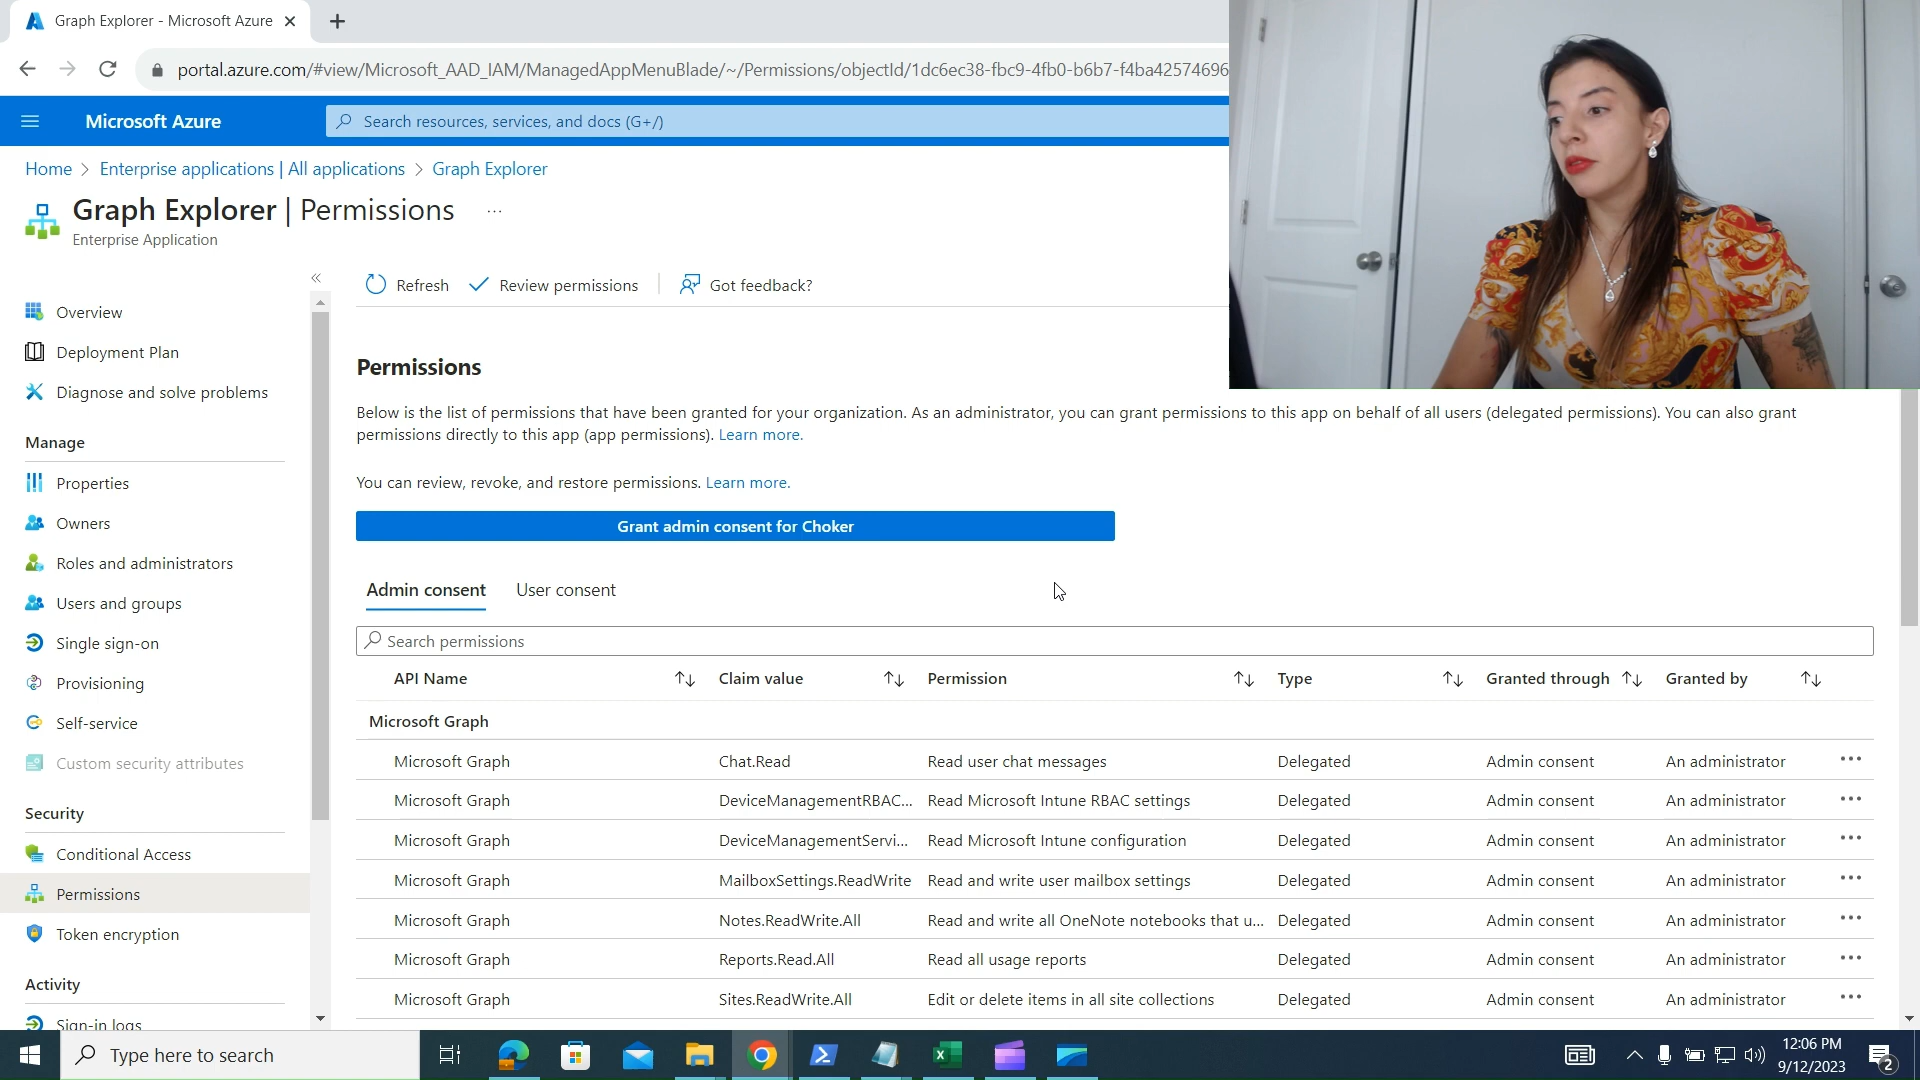 Graph Explorer - Microsoft Azure
portal.azure.com/#view/Microsoft_AAD_IAM/ManagedAppMenuBlade/~/Permissions/objectId/1dc6ec38-fbc9-4fb0-b6b7-f4ba42574696
Microsoft Azure
Search resources, services, and docs (G+/)
Home > Enterprise applications | All applications > Graph Explorer
Graph Explorer | Permissions ...
Enterprise Application
«
Overview
Deployment Plan
Diagnose and solve problems
Manage
Properties
Owners
Roles and administrators
Users and groups
Single sign-on
Provisioning
Self-service
Custom security attributes
Security
Conditional Access
Permissions
Token encryption
Activity
Sign-in logs
Refresh Review permissions Got feedback?
Permissions
Below is the list of permissions that have been granted for your organization. As an administrator, you can grant permissions to this app on behalf of all users (delegated permissions). You can also grant
permissions directly to this app (app permissions). Learn more.
You can review, revoke, and restore permissions. Learn more.
Grant admin consent for Choker
Admin consent User consent
Search permissions
API Name Claim value Permission Type Granted through Granted by
Microsoft Graph
Microsoft Graph Chat.Read Read user chat messages Delegated Admin consent An administrator ...
Microsoft Graph DeviceManagementRBAC... Read Microsoft Intune RBAC settings Delegated Admin consent An administrator ...
Microsoft Graph DeviceManagementServi... Read Microsoft Intune configuration Delegated Admin consent An administrator ...
Microsoft Graph MailboxSettings.ReadWrite Read and write user mailbox settings Delegated Admin consent An administrator ...
Microsoft Graph Notes.ReadWrite.All Read and write all OneNote notebooks that u... Delegated Admin consent An administrator ...
Microsoft Graph Reports.Read.All Read all usage reports Delegated Admin consent An administrator ...
Microsoft Graph Sites.ReadWrite.All Edit or delete items in all site collections Delegated Admin consent An administrator ...
Type here to search
12:06 PM
9/12/2023
2